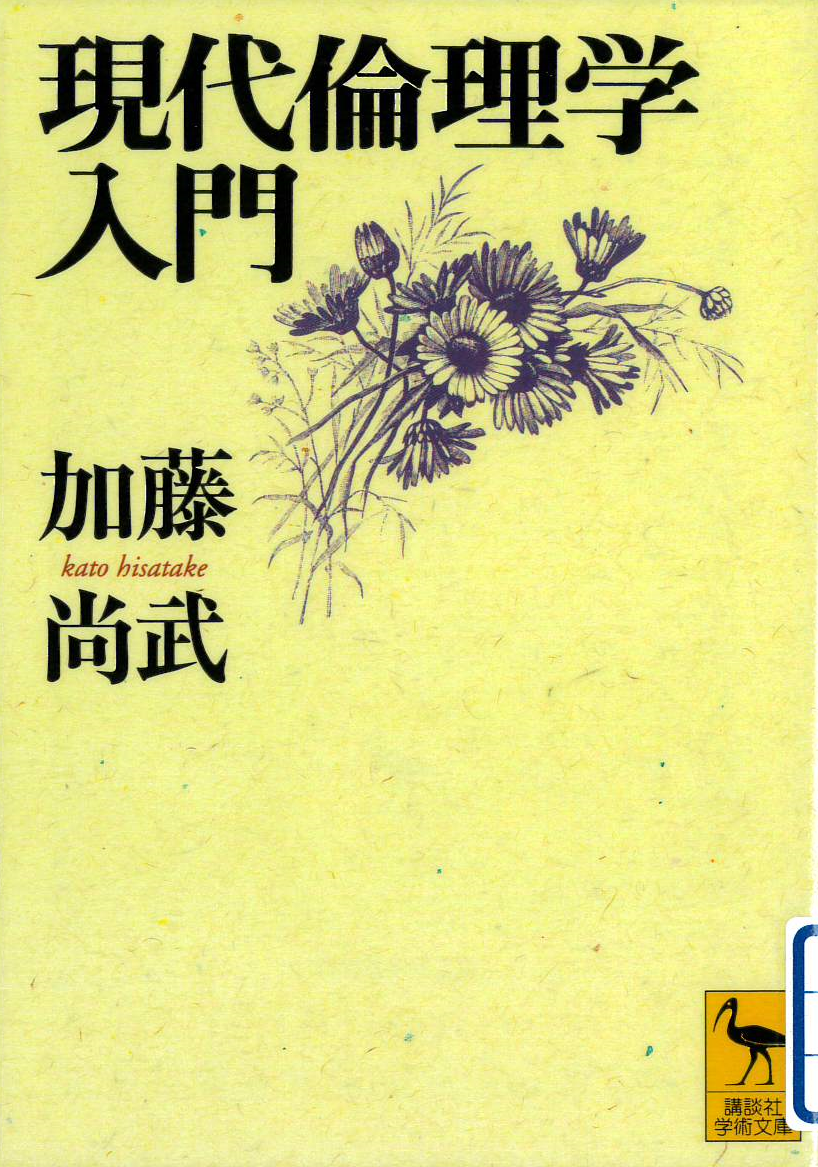 現代倫理学
入門
加藤
kato hisatake
尚武
講談社
学術文庫